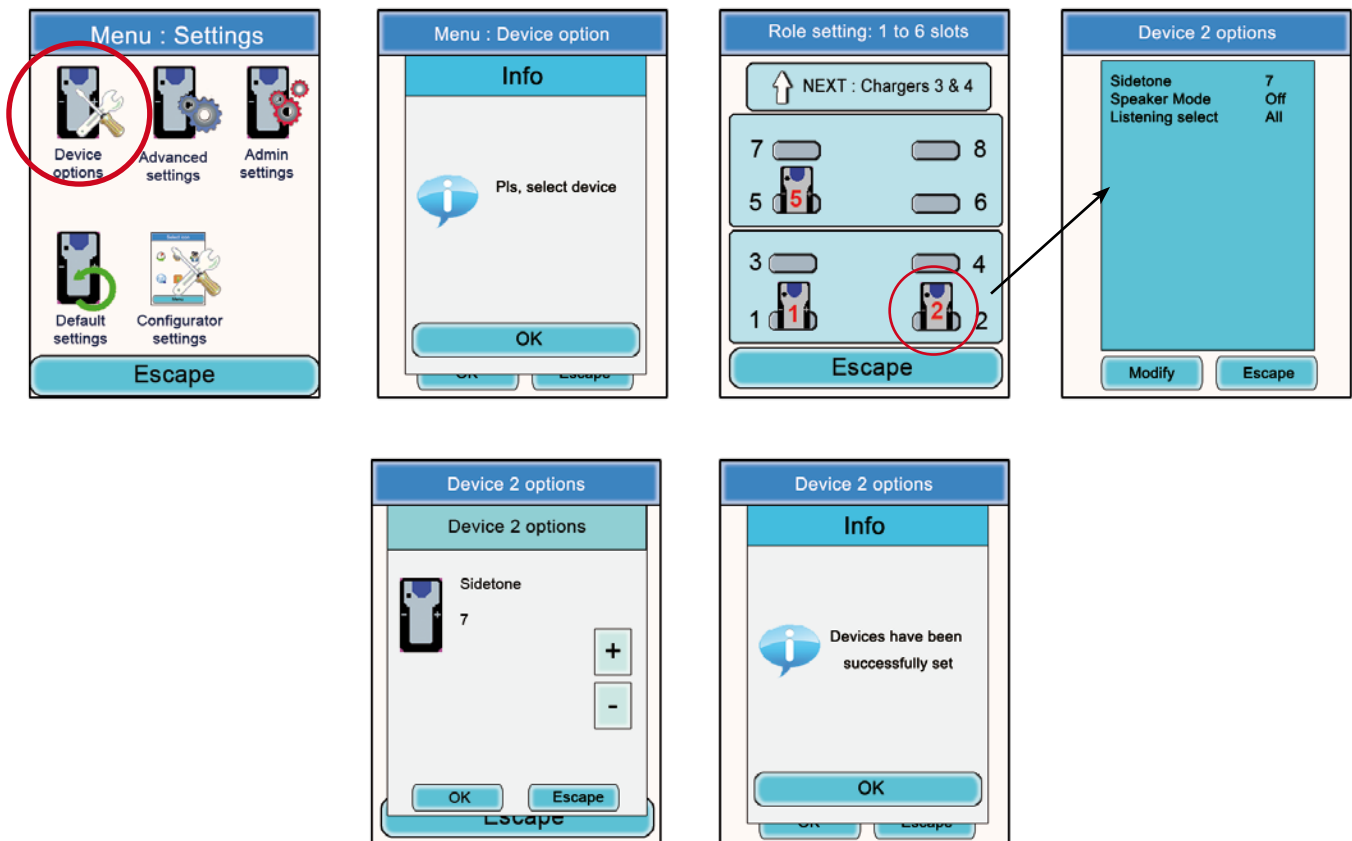 Menu : Settings
Device
options
Advanced
settings
Admin
settings
Default
settings
Configurator
settings
Escape
Menu : Device option
Info
Pls, select device
OK
OK Escape
Role setting: 1 to 6 slots
NEXT : Chargers 3 & 4
7 8
5 5 6
3 4
1 1 2 2
Escape
Device 2 options
Sidetone 7
Speaker Mode Off
Listening select All
Modify Escape
Device 2 options
Device 2 options
Sidetone
7
+
-
OK Escape
Escape
Device 2 options
Info
Devices have been
successfully set
OK
OK Escape